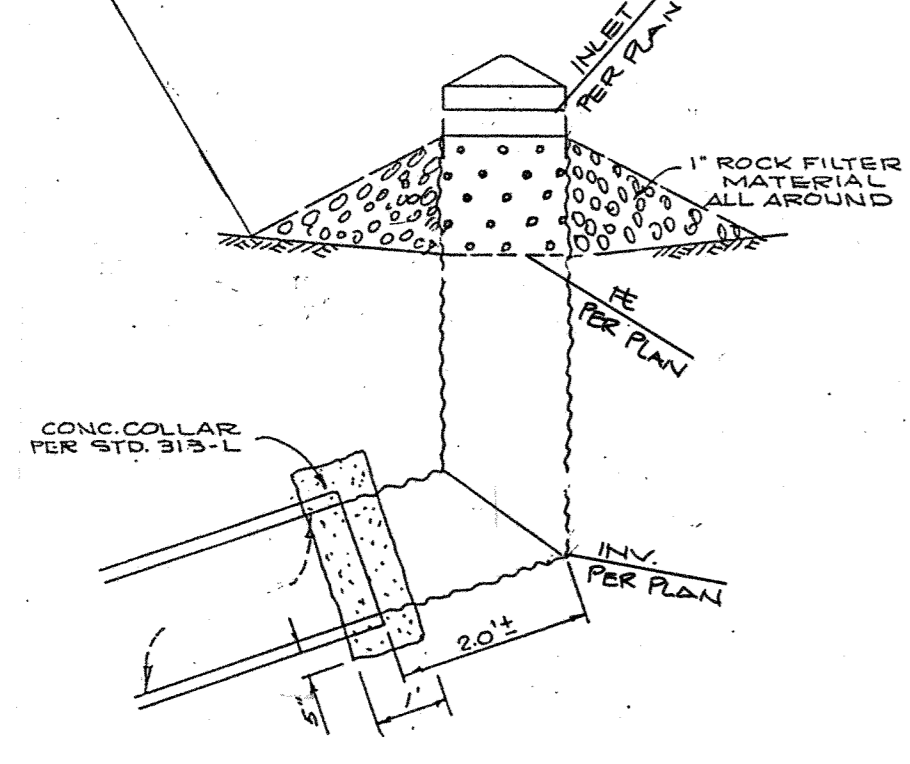 INLET
PER PLAN
1" ROCK FILTER
MATERIAL
ALL AROUND
FE
PER PLAN
CONC. COLLAR
PER STD. 313-L
INV.
PER PLAN
2.0'±
5"
1'